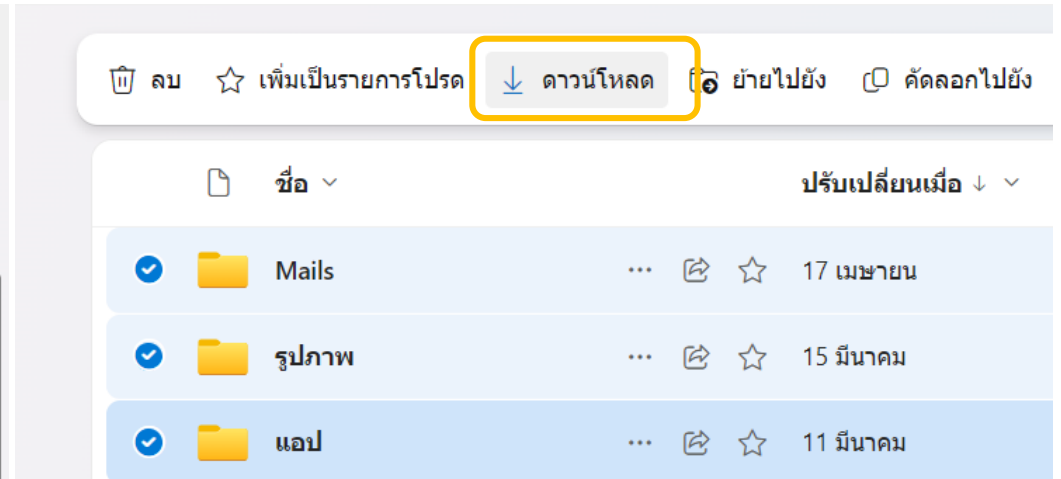 ลบ เพิ่มเป็นรายการโปรด ดาวน์โหลด ย้ายไปยัง คัดลอกไปยัง
ชื่อ ปรับเปลี่ยนเมื่อ
Mails 17 เมษายน
รูปภาพ 15 มีนาคม
แอป 11 มีนาคม